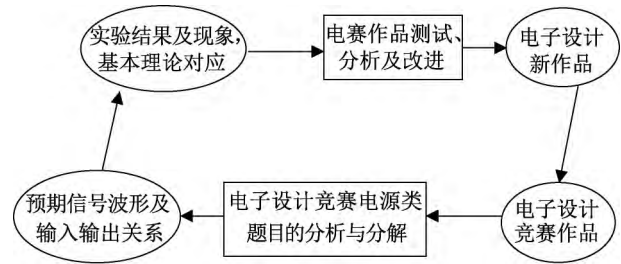 实验结果及现象,
基本理论对应
电赛作品测试、
分析及改进
电子设计
新作品
预期信号波形及
输入输出关系
电子设计竞赛电源类
题目的分析与分解
电子设计
竞赛作品